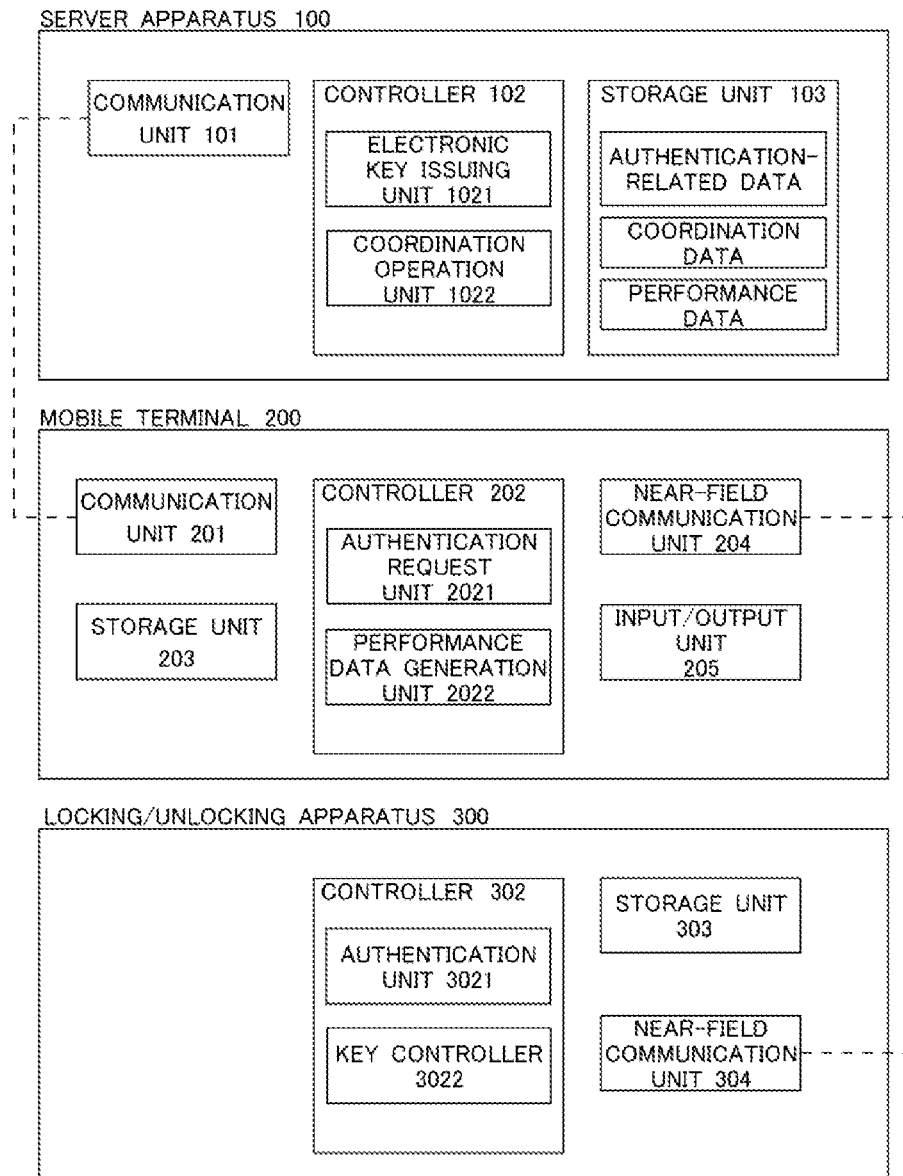 SERVER APPARATUS 100
COMMUNICATION
UNIT 101
CONTROLLER 102
ELECTRONIC
KEY ISSUING
UNIT 1021
COORDINATION
OPERATION
UNIT 1022
STORAGE UNIT 103
AUTHENTICATION-
RELATED DATA
COORDINATION
DATA
PERFORMANCE
DATA
MOBILE TERMINAL 200
COMMUNICATION
UNIT 201
STORAGE UNIT
203
CONTROLLER 202
AUTHENTICATION
REQUEST
UNIT 2021
PERFORMANCE
DATA GENERATION
UNIT 2022
NEAR-FIELD
COMMUNICATION
UNIT 204
INPUT/OUTPUT
UNIT
205
LOCKING/UNLOCKING APPARATUS 300
CONTROLLER 302
AUTHENTICATION
UNIT 3021
KEY CONTROLLER
3022
STORAGE UNIT
303
NEAR-FIELD
COMMUNICATION
UNIT 304